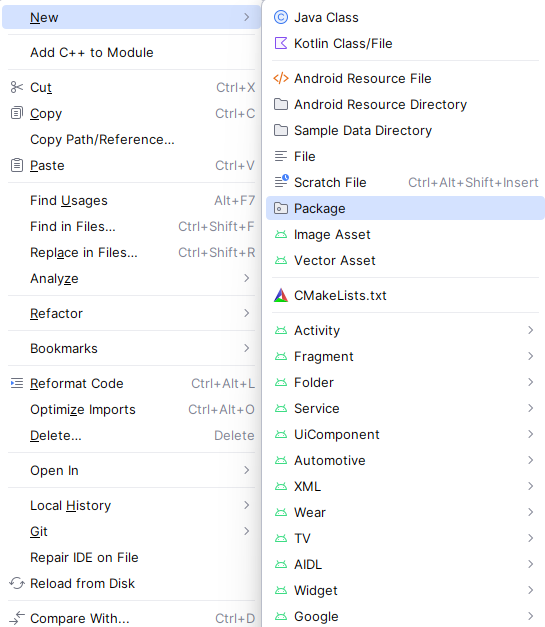 New
Add C++ to Module
Cut Ctrl+X
Copy Ctrl+C
Copy Path/Reference...
Paste Ctrl+V
Find Usages Alt+F7
Find in Files... Ctrl+Shift+F
Replace in Files... Ctrl+Shift+R
Analyze
Refactor
Bookmarks
Reformat Code Ctrl+Alt+L
Optimize Imports Ctrl+Alt+O
Delete... Delete
Open In
Local History
Git
Repair IDE on File
Reload from Disk
Compare With... Ctrl+D
Java Class
Kotlin Class/File
Android Resource File
Android Resource Directory
Sample Data Directory
File
Scratch File Ctrl+Alt+Shift+Insert
Package
Image Asset
Vector Asset
CMakeLists.txt
Activity
Fragment
Folder
Service
UiComponent
Automotive
XML
Wear
TV
AIDL
Widget
Google